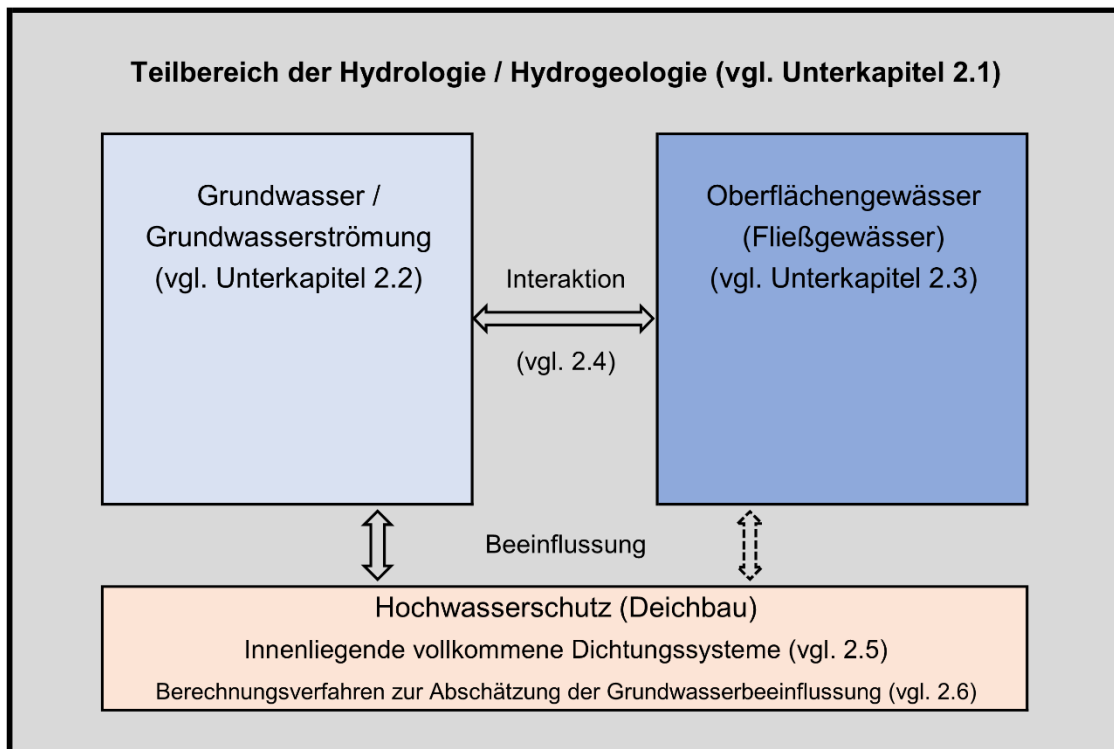 Teilbereich der Hydrologie / Hydrogeologie (vgl. Unterkapitel 2.1)
Grundwasser /
Grundwasserströmung
(vgl. Unterkapitel 2.2)
Interaktion
(vgl. 2.4)
Oberflächengewässer
(Fließgewässer)
(vgl. Unterkapitel 2.3)
Beeinflussung
Hochwasserschutz (Deichbau)
Innenliegende vollkommene Dichtungssysteme (vgl. 2.5)
Berechnungsverfahren zur Abschätzung der Grundwasserbeeinflussung (vgl. 2.6)